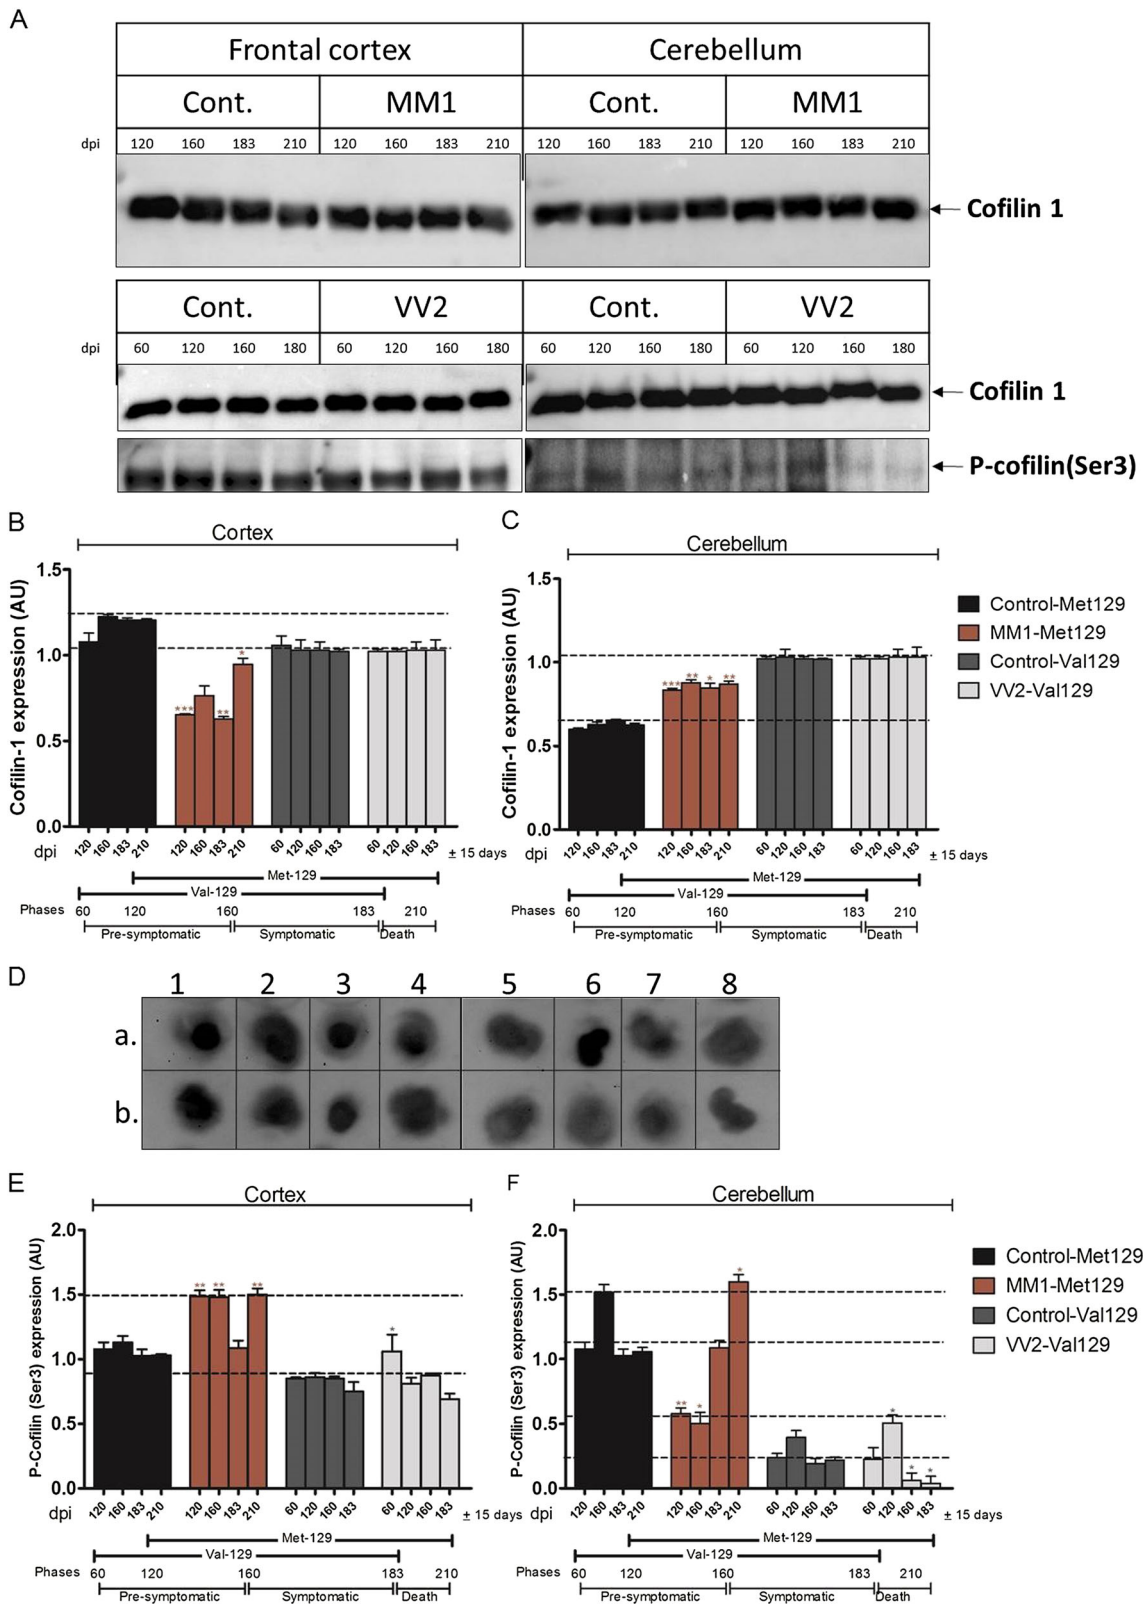 A
Frontal cortex Cerebellum
Cont. MM1 Cont. MM1
dpi 120 160 183 210 120 160 183 210 120 160 183 210 120 160 183 210
Cofilin 1
Cont. VV2 Cont. VV2
dpi 60 120 160 180 60 120 160 180 60 120 160 180 60 120 160 180
Cofilin 1
P-cofilin(Ser3)
B
Cortex
Cofilin-1 expression (AU)
1.5
1.0
0.5
0.0
*** ** *
dpi 120 160 183 210 120 160 183 210 60 120 160 183 60 120 160 183 ± 15 days
Met-129
Val-129
Phases 60 120 160 183 210
Pre-symptomatic Symptomatic Death
C
Cerebellum
Cofilin-1 expression (AU)
1.5
1.0
0.5
0.0
*** ** * **
dpi 120 160 183 210 120 160 183 210 60 120 160 183 60 120 160 183 ± 15 days
Met-129
Val-129
Phases 60 120 160 183 210
Pre-symptomatic Symptomatic Death
Control-Met129
MM1-Met129
Control-Val129
VV2-Val129
D
1 2 3 4 5 6 7 8
a.
b.
E
Cortex
P-Cofilin (Ser3) expression (AU)
2.0
1.5
1.0
0.5
0.0
** ** ** *
dpi 120 160 183 210 120 160 183 210 60 120 160 183 60 120 160 183 ± 15 days
Met-129
Val-129
Phases 60 120 160 183 210
Pre-symptomatic Symptomatic Death
F
Cerebellum
P-Cofilin (Ser3) expression (AU)
2.0
1.5
1.0
0.5
0.0
** * * * * *
dpi 120 160 183 210 120 160 183 210 60 120 160 183 60 120 160 183 ± 15 days
Met-129
Val-129
Phases 60 120 160 183 210
Pre-symptomatic Symptomatic Death
Control-Met129
MM1-Met129
Control-Val129
VV2-Val129